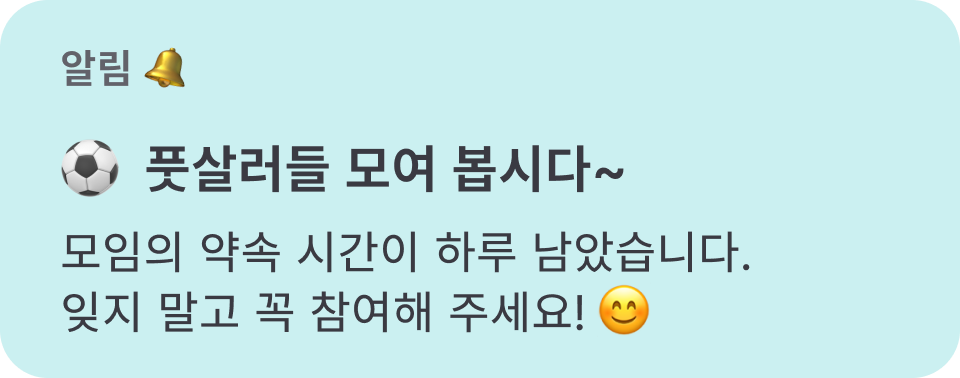 알림 🔔
⚽ 풋살러들 모여 봅시다~
모임의 약속 시간이 하루 남았습니다.
잊지 말고 꼭 참여해 주세요! 😊